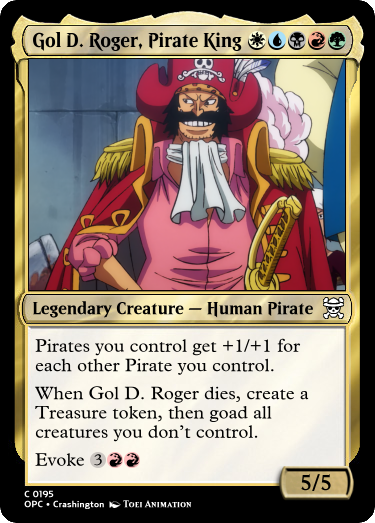 Gol D. Roger, Pirate King
Legendary Creature — Human Pirate
Pirates you control get +1/+1 for
each other Pirate you control.
When Gol D. Roger dies, create a
Treasure token, then goad all
creatures you don't control.
Evoke 3
5/5
C 0195
OPC • Crashington TOEI ANIMATION